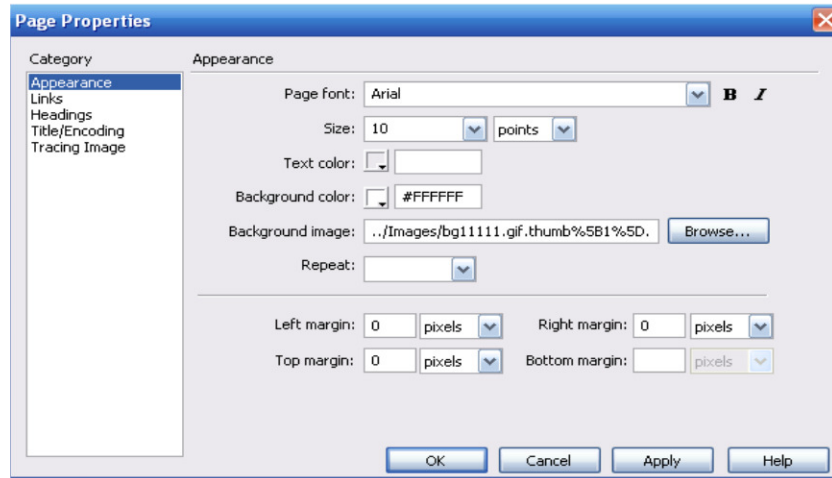 Page Properties
Category
Appearance
Links
Headings
Title/Encoding
Tracing Image
Appearance
Page font: Arial B I
Size: 10 points
Text color:
Background color: #FFFFFF
Background image: ../Images/bg11111.gif.thumb%5B1%5D. Browse...
Repeat:
Left margin: 0 pixels Right margin: 0 pixels
Top margin: 0 pixels Bottom margin: pixels
OK Cancel Apply Help